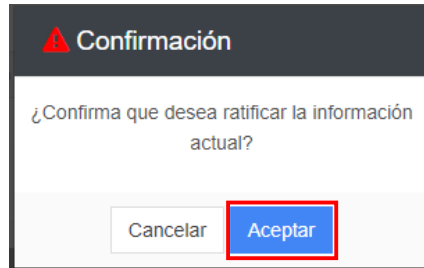 Confirmación
¿Confirma que desea ratificar la información
actual?
Cancelar
Aceptar